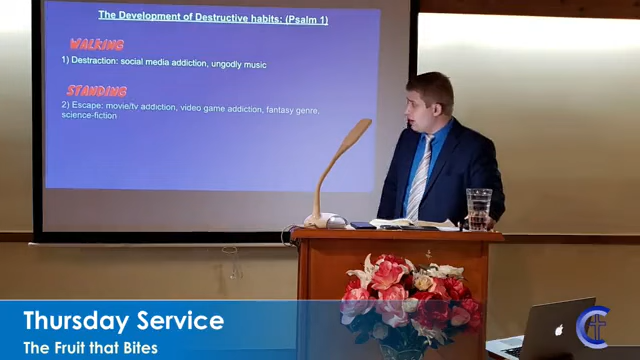 The Development of Destructive habits: (Psalm 1)
WALKING
1) Destraction: social media addiction, ungodly music
STANDING
2) Escape: movie/tv addiction, video game addiction, fantasy genre,
science-fiction
Thursday Service
The Fruit that Bites